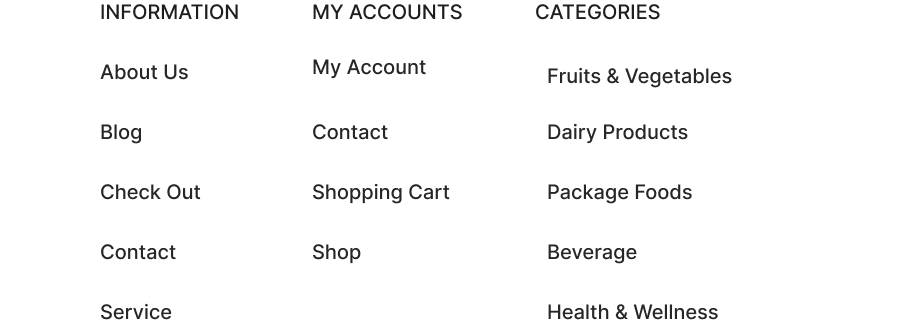 INFORMATION
About Us
Blog
Check Out
Contact
Service
MY ACCOUNTS
My Account
Contact
Shopping Cart
Shop
CATEGORIES
Fruits & Vegetables
Dairy Products
Package Foods
Beverage
Health & Wellness